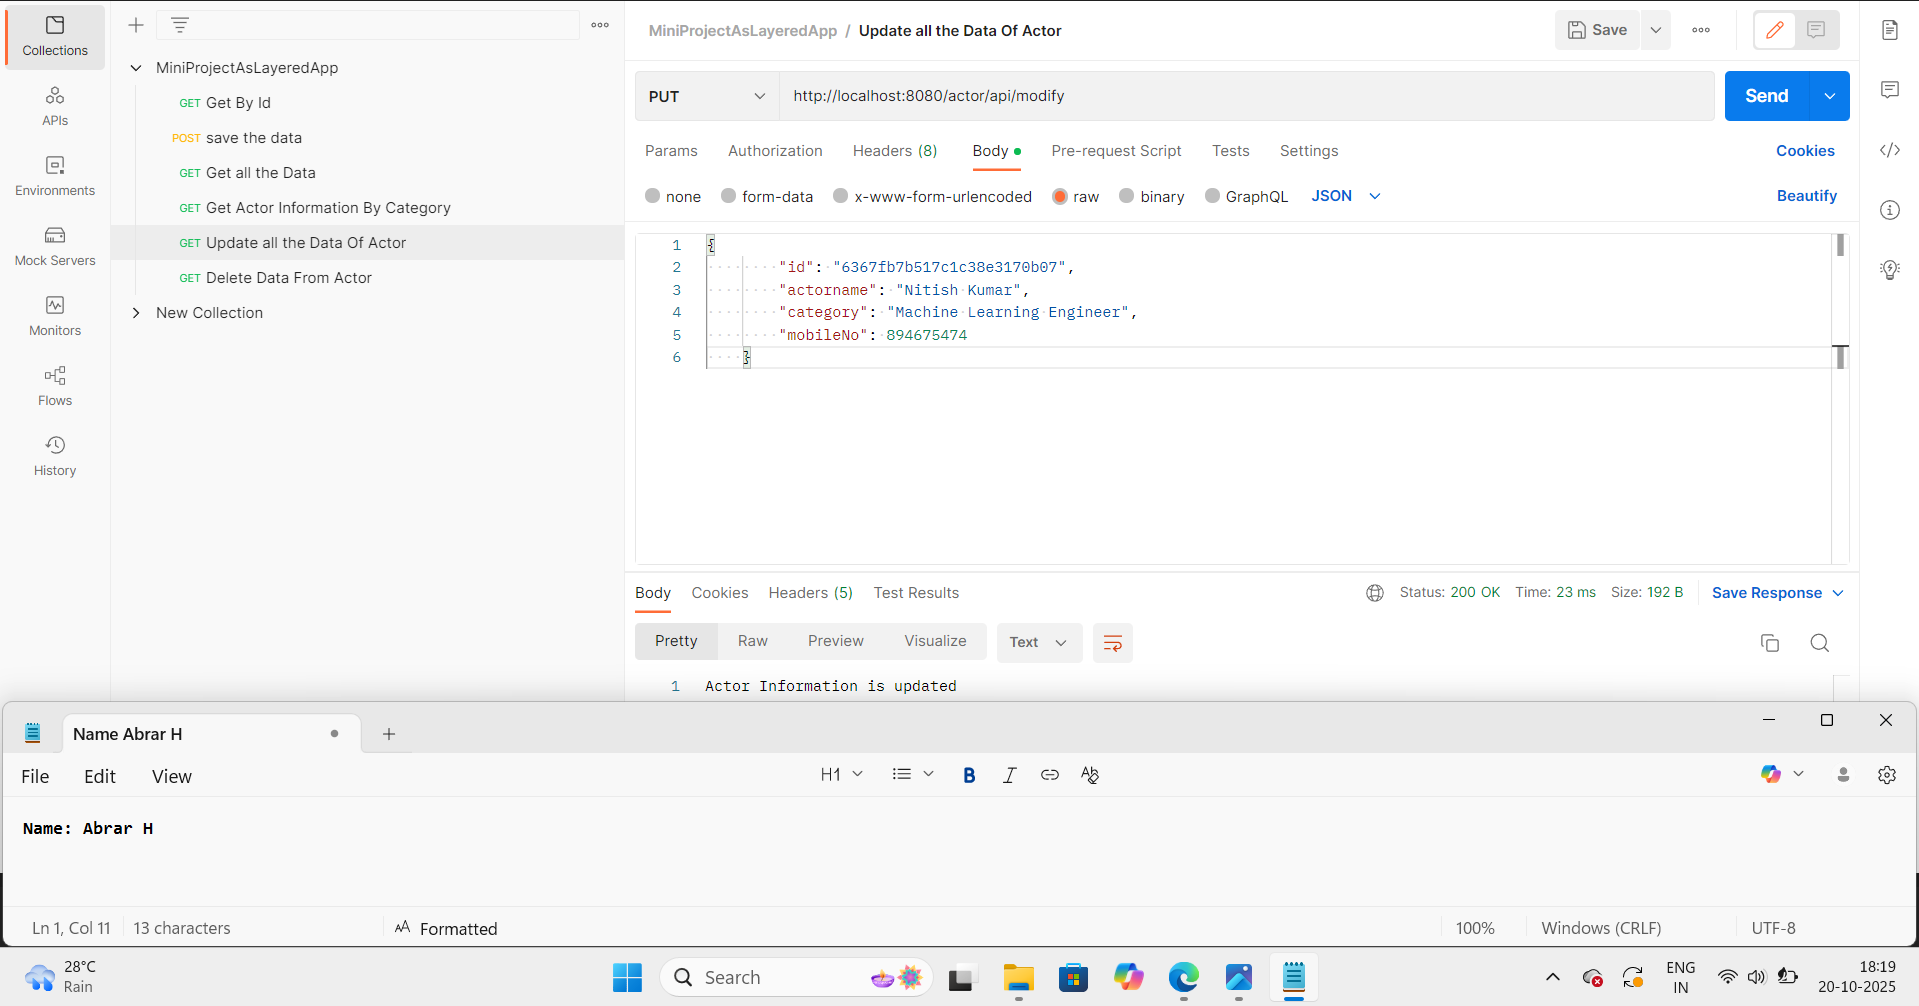 Collections
APIs
Environments
Mock Servers
Monitors
Flows
History
MiniProjectAsLayeredApp
GET Get By Id
POST save the data
GET Get all the Data
GET Get Actor Information By Category
GET Update all the Data Of Actor
GET Delete Data From Actor
New Collection
MiniProjectAsLayeredApp / Update all the Data Of Actor
Save
PUT http://localhost:8080/actor/api/modify Send
Params Authorization Headers (8) Body Pre-request Script Tests Settings Cookies
none form-data x-www-form-urlencoded raw binary GraphQL JSON Beautify
1 {
2 "id": "6367fb7b517c1c38e3170b07",
3 "actorname": "Nitish Kumar",
4 "category": "Machine Learning Engineer",
5 "mobileNo": 894675474
6 }
Body Cookies Headers (5) Test Results Status: 200 OK Time: 23 ms Size: 192 B Save Response
Pretty Raw Preview Visualize Text
1 Actor Information is updated
Name Abrar H
File Edit View H1 B I
Name: Abrar H
Ln 1, Col 11 13 characters Formatted 100% Windows (CRLF) UTF-8
28°C
Rain
Search
ENG
IN
18:19
20-10-2025